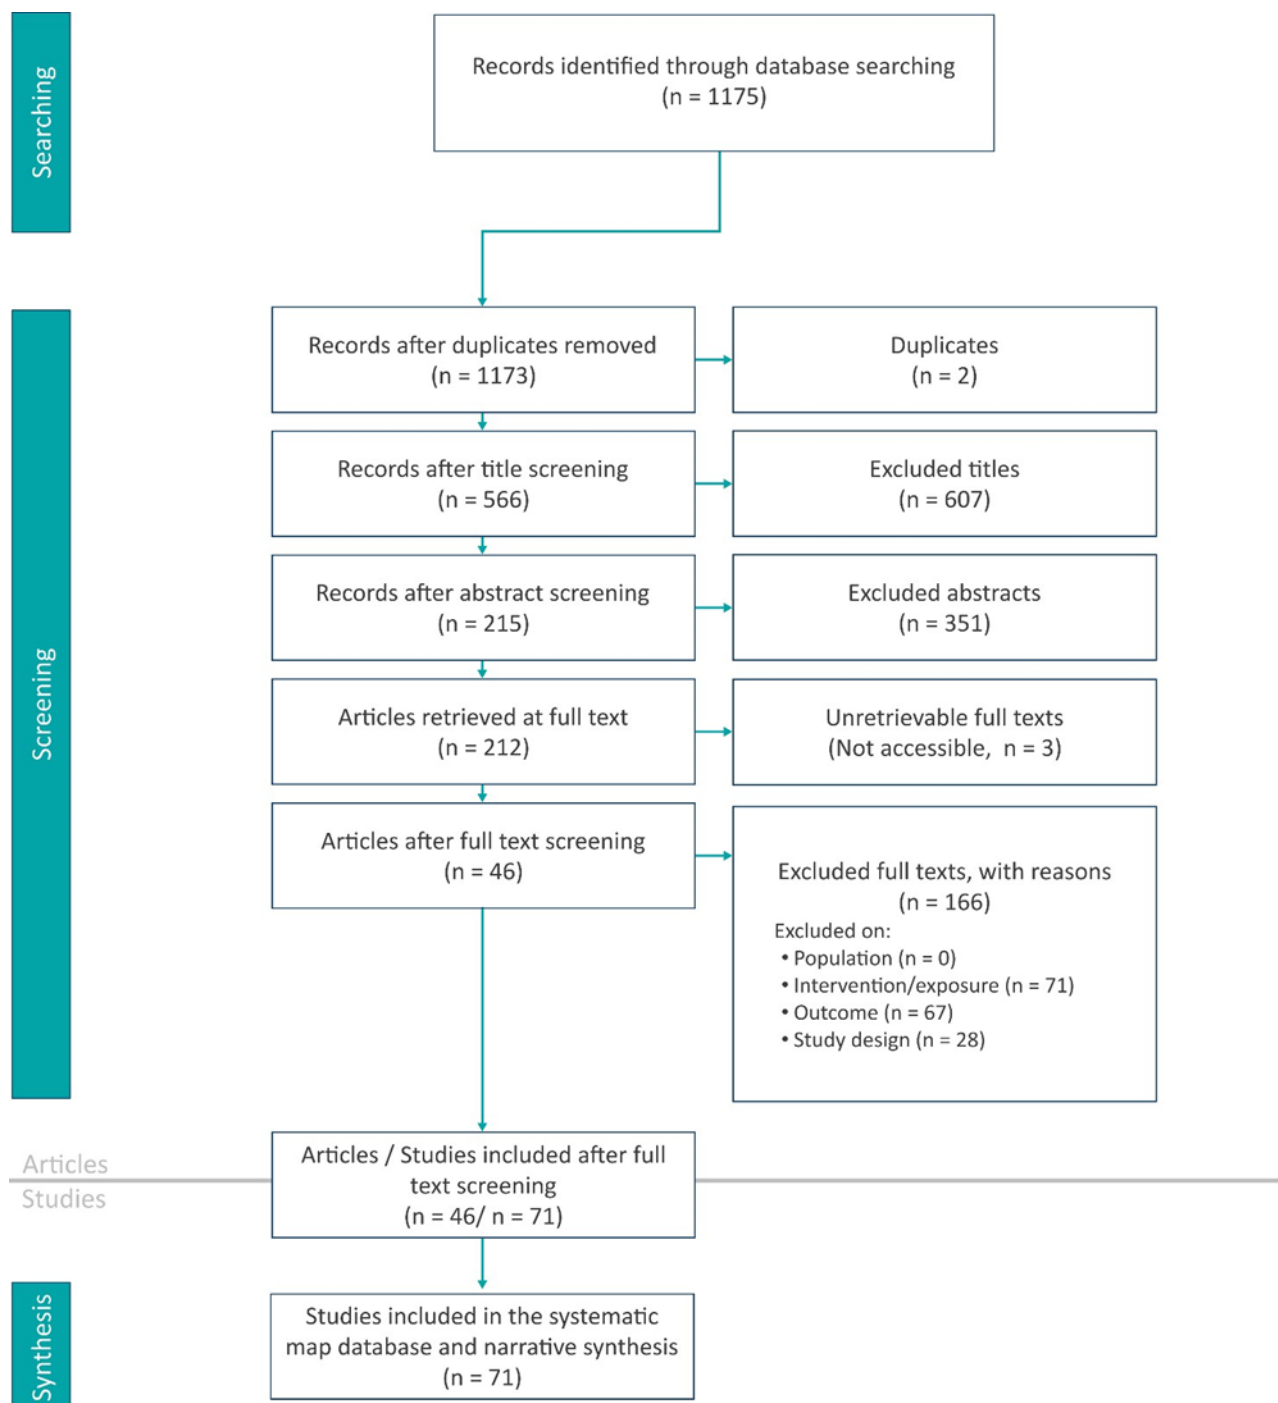 Searching
Records identified through database searching
(n = 1175)
Screening
Records after duplicates removed
(n = 1173)
Duplicates
(n = 2)
Records after title screening
(n = 566)
Excluded titles
(n = 607)
Records after abstract screening
(n = 215)
Excluded abstracts
(n = 351)
Articles retrieved at full text
(n = 212)
Unretrievable full texts
(Not accessible,  n = 3)
Articles after full text screening
(n = 46)
Excluded full texts, with reasons
(n = 166)
Excluded on:
• Population (n = 0)
• Intervention/exposure (n = 71)
• Outcome (n = 67)
• Study design (n = 28)
Articles
Studies
Articles / Studies included after full
text screening
(n = 46/ n = 71)
Synthesis
Studies included in the systematic
map database and narrative synthesis
(n = 71)